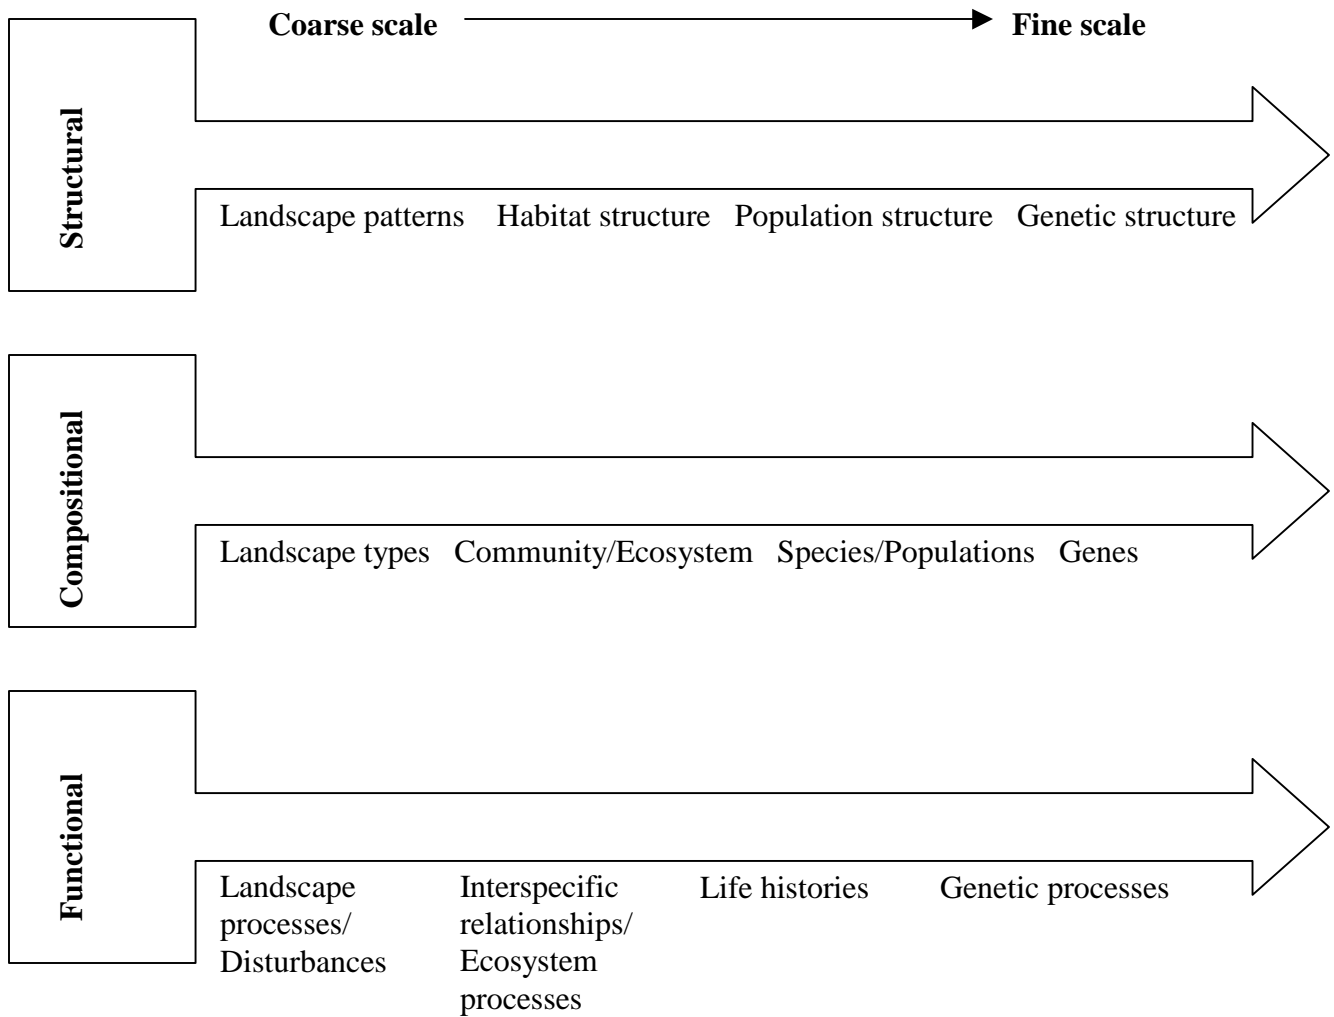 Coarse scale Fine scale
Structural
Landscape patterns Habitat structure Population structure Genetic structure
Compositional
Landscape types Community/Ecosystem Species/Populations Genes
Functional
Landscape
processes/
Disturbances
Interspecific
relationships/
Ecosystem
processes
Life histories
Genetic processes